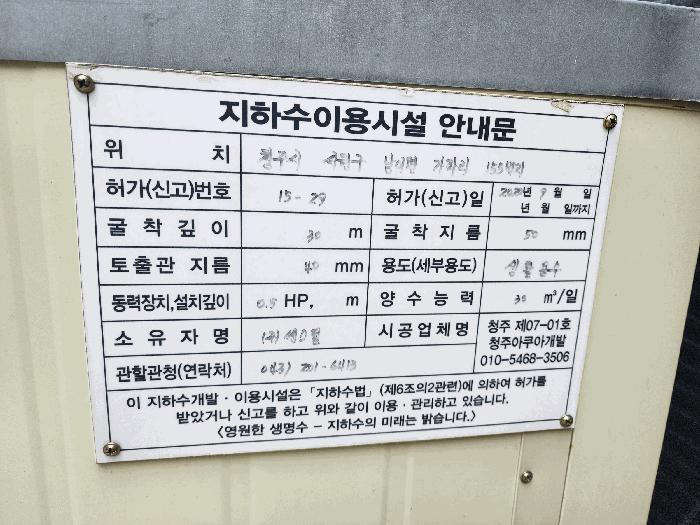 지하수이용시설 안내문
위 치 청주시 서원구 남이면 가마리
허가(신고)번호 15-29 허가(신고)일 2020년 9월 일
년 월 일까지
굴착깊이 30 m 굴착지름 50 mm
토출관 지름 40 mm 용도(세부용도) 생활용수
동력장치,설치깊이 0.5 HP, m 양수능력 30 m³/일
소유자명 시공업체명 청주 제07-01호
청주아쿠아개발
010-5468-3506
관할관청(연락처) 043) 201-6413
이 지하수개발·이용시설은 「지하수법」(제6조의2관련)에 의하여 허가를
받았거나 신고를 하고 위와 같이 이용·관리하고 있습니다.
<영원한 생명수 - 지하수의 미래는 밝습니다.>